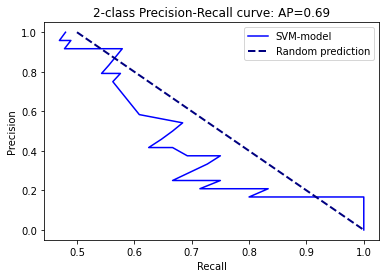 2-class Precision-Recall curve: AP=0.69
SVM-model
Random prediction
Precision
1.0
0.8
0.6
0.4
0.2
0.0
0.5
0.6
0.7
0.8
0.9
1.0
Recall